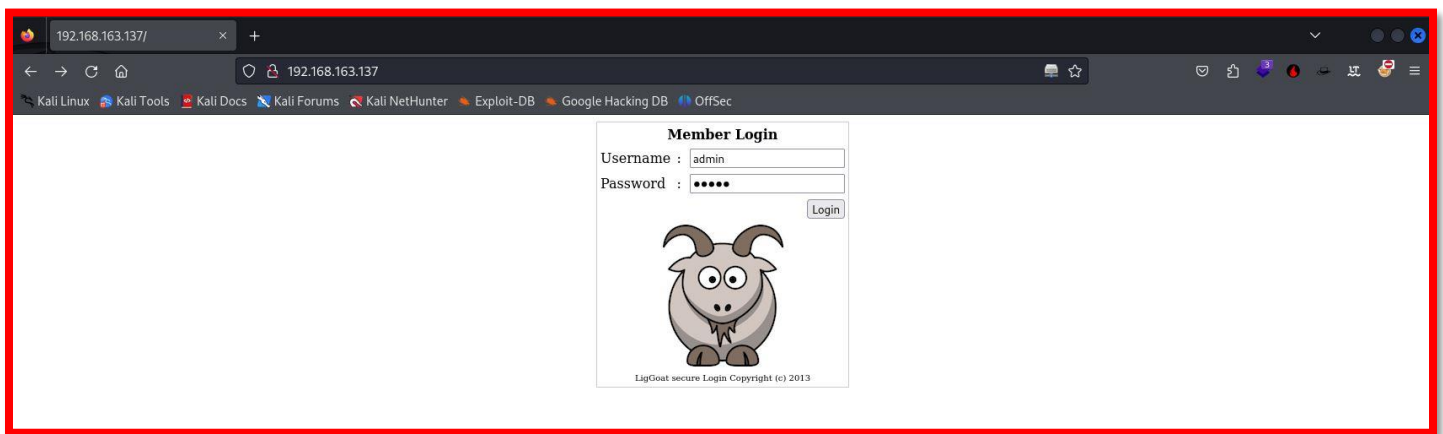 192.168.163.137/
192.168.163.137
3
Kali Linux Kali Tools Kali Docs Kali Forums Kali NetHunter Exploit-DB Google Hacking DB OffSec
Member Login
Username : admin
Password : •••••
Login
LigGoat secure Login Copyright (c) 2013